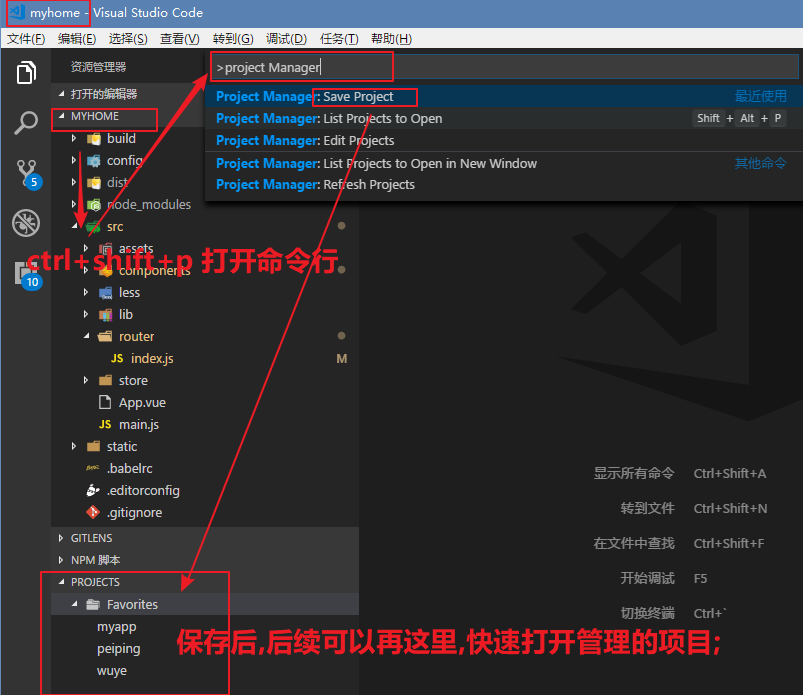 myhome - Visual Studio Code
文件(F) 编辑(E) 选择(S) 查看(V) 转到(G) 调试(D) 任务(T) 帮助(H)
资源管理器
>project Manager
打开的编辑器
Project Manager: Save Project 最近使用
MYHOME
Project Manager: List Projects to Open Shift + Alt + P
build
Project Manager: Edit Projects
config
Project Manager: List Projects to Open in New Window 其他命令
dist
Project Manager: Refresh Projects
node_modules
src
assets
ctrl+shift+p 打开命令行
components
5
10
less
lib
router
JS index.js M
store
App.vue
JS main.js
static
.babelrc
显示所有命令 Ctrl+Shift+A
.editorconfig
.gitignore
转到文件 Ctrl+Shift+N
GITLENS
在文件中查找 Ctrl+Shift+F
NPM 脚本
PROJECTS
开始调试 F5
Favorites
切换终端 Ctrl+`
myapp
保存后,后续可以再这里,快速打开管理的项目;
peiping
wuye